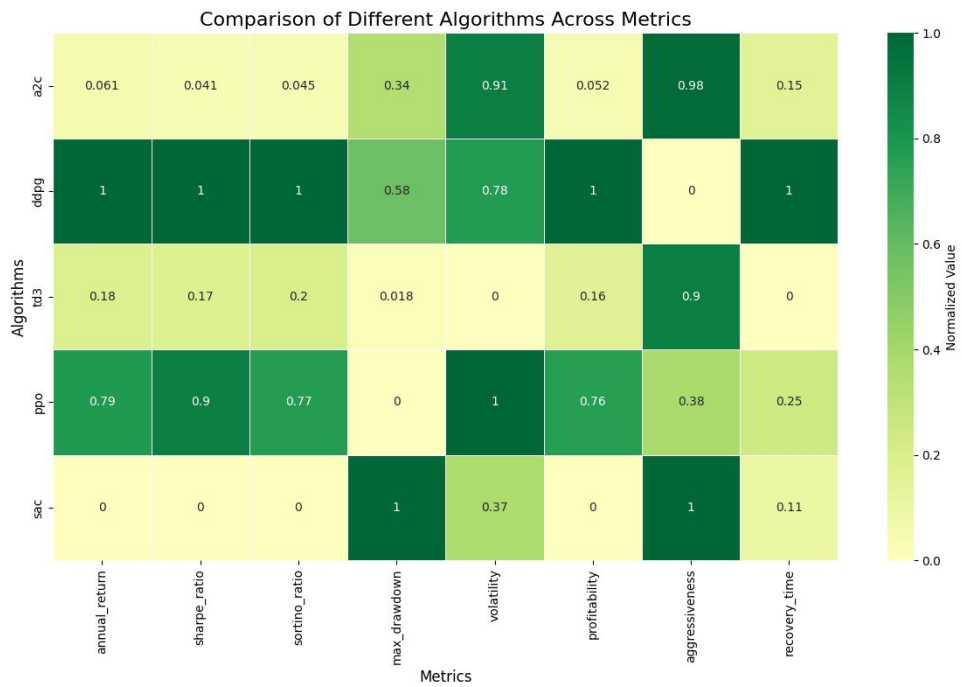 Comparison of Different Algorithms Across Metrics
Algorithms
a2c 0.061 0.041 0.045 0.34 0.91 0.052 0.98 0.15
ddpg 1 1 1 0.58 0.78 1 0 1
td3 0.18 0.17 0.2 0.018 0 0.16 0.9 0
ppo 0.79 0.9 0.77 0 1 0.76 0.38 0.25
sac 0 0 0 1 0.37 0 1 0.11
annual_return sharpe_ratio sortino_ratio max_drawdown volatility profitability aggressiveness recovery_time
Metrics
1.0
0.8
0.6
0.4
0.2
0.0
Normalized Value